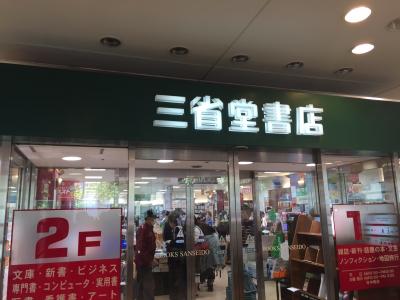 三省堂書店
BOOKS SANSEIDO
2F
文庫・新書・ビジネス
専門書・コンピュータ・実用書
1
雑誌・新刊・話題の本・文芸
ノンフィクション・地図旅行